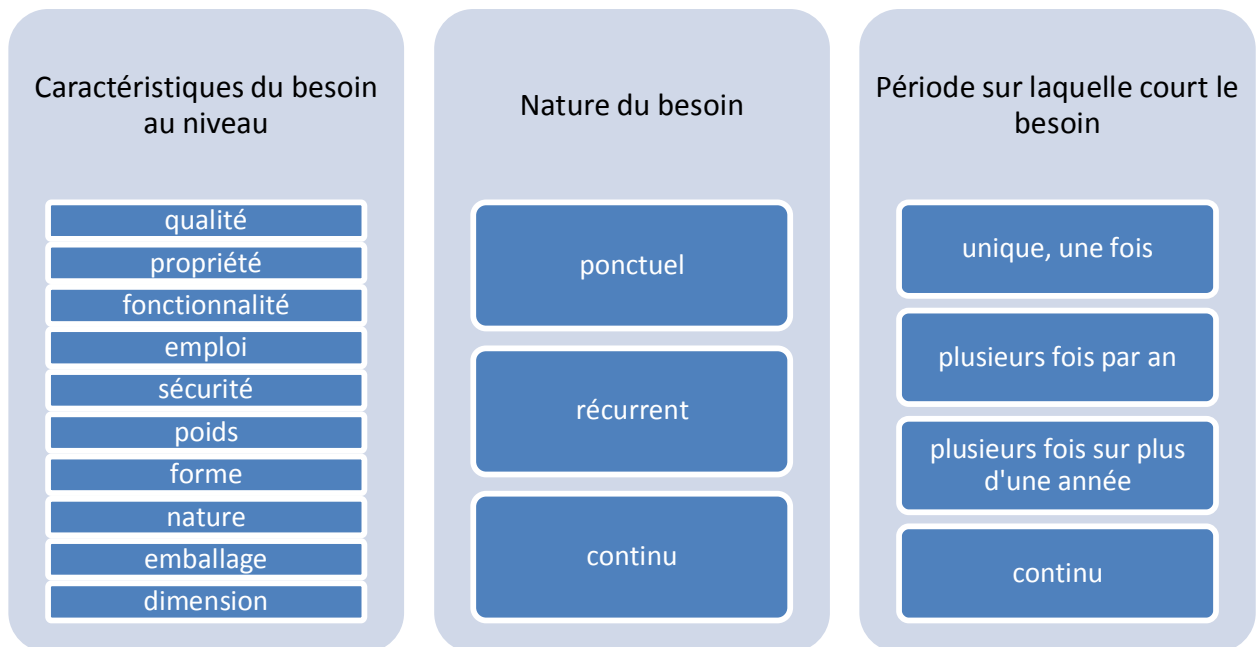 Caractéristiques du besoin
au niveau
qualité
propriété
fonctionnalité
emploi
sécurité
poids
forme
nature
emballage
dimension
Nature du besoin
ponctuel
récurrent
continu
Période sur laquelle court le
besoin
unique, une fois
plusieurs fois par an
plusieurs fois sur plus
d'une année
continu